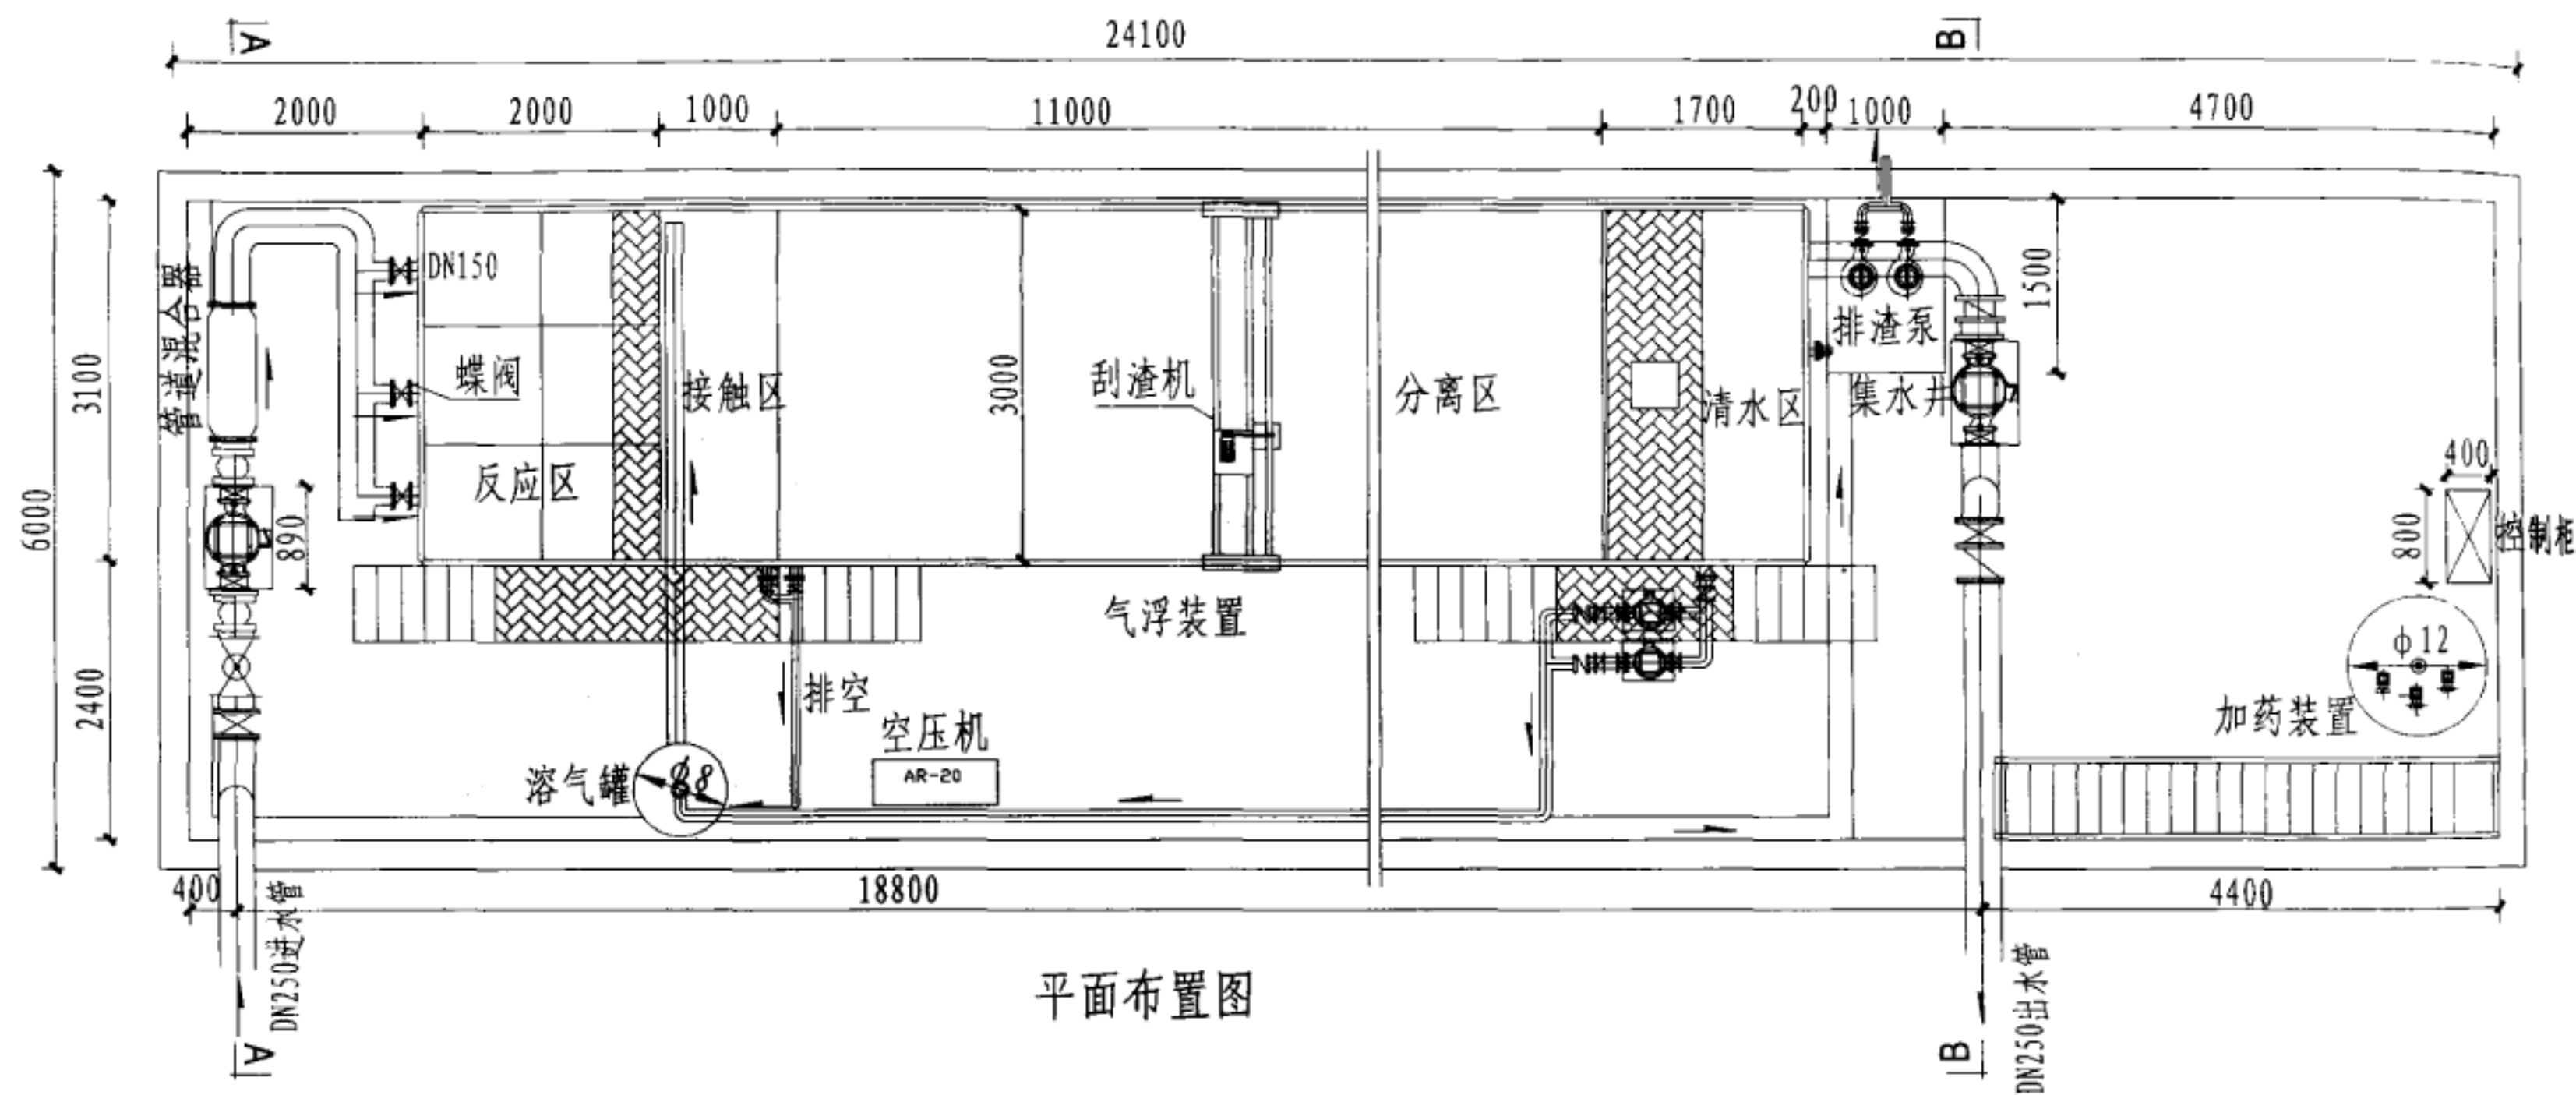 A
24100
B
2000
2000
1000
11000
1700
200
1000
4700
DN150
管道混合器
蝶阀
接触区
3000
刮渣机
分离区
清水区
排渣泵
集水井
1500
3100
6000
反应区
890
400
800
控制柜
气浮装置
φ12
加药装置
2400
排空
空压机
AR-20
溶气罐
φ8
400
18800
4400
DN250进水管
DN250出水管
平面布置图
A
B